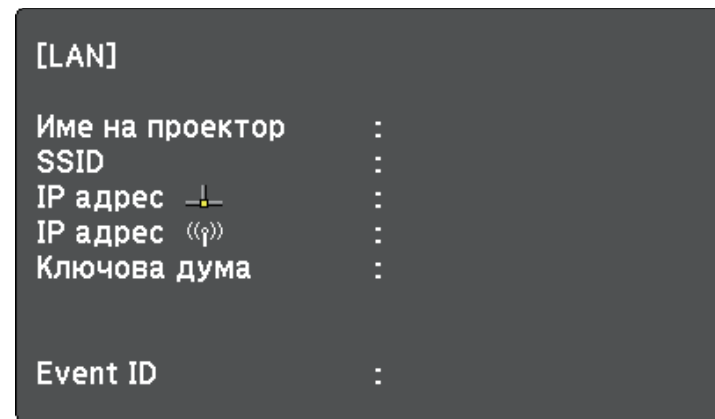 [LAN]
Име на проектор :
SSID :
IP адрес :
IP адрес :
Ключова дума :
Event ID :